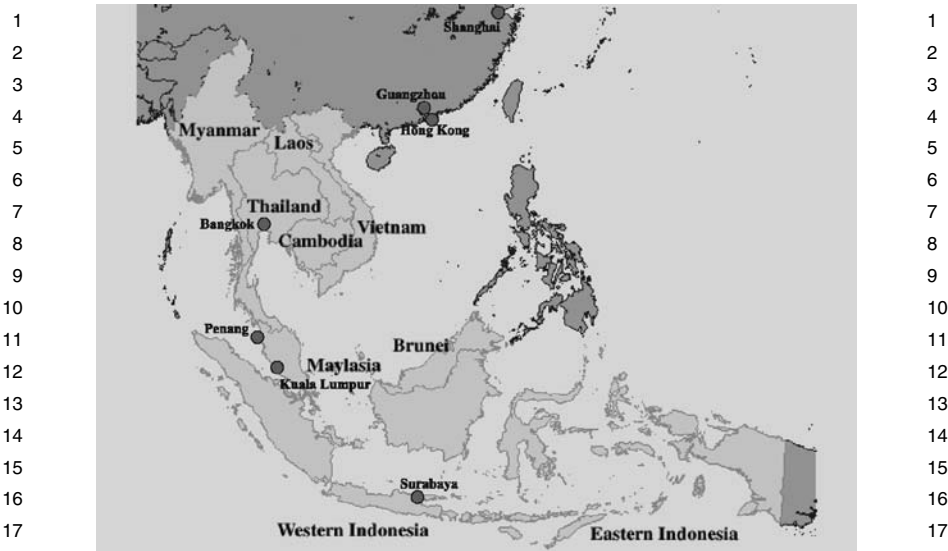 1 Shanghai 1
2 2
3 Guangzhou 3
4 Myanmar Hong Kong 4
5 Laos 5
6 6
7 Thailand 7
Bangkok Vietnam
8 Cambodia 8
9 9
10 10
11 Penang Brunei 11
12 Maylasia 12
Kuala Lumpur
13 13
14 14
15 15
Surabaya
16 16
17 Western Indonesia Eastern Indonesia 17